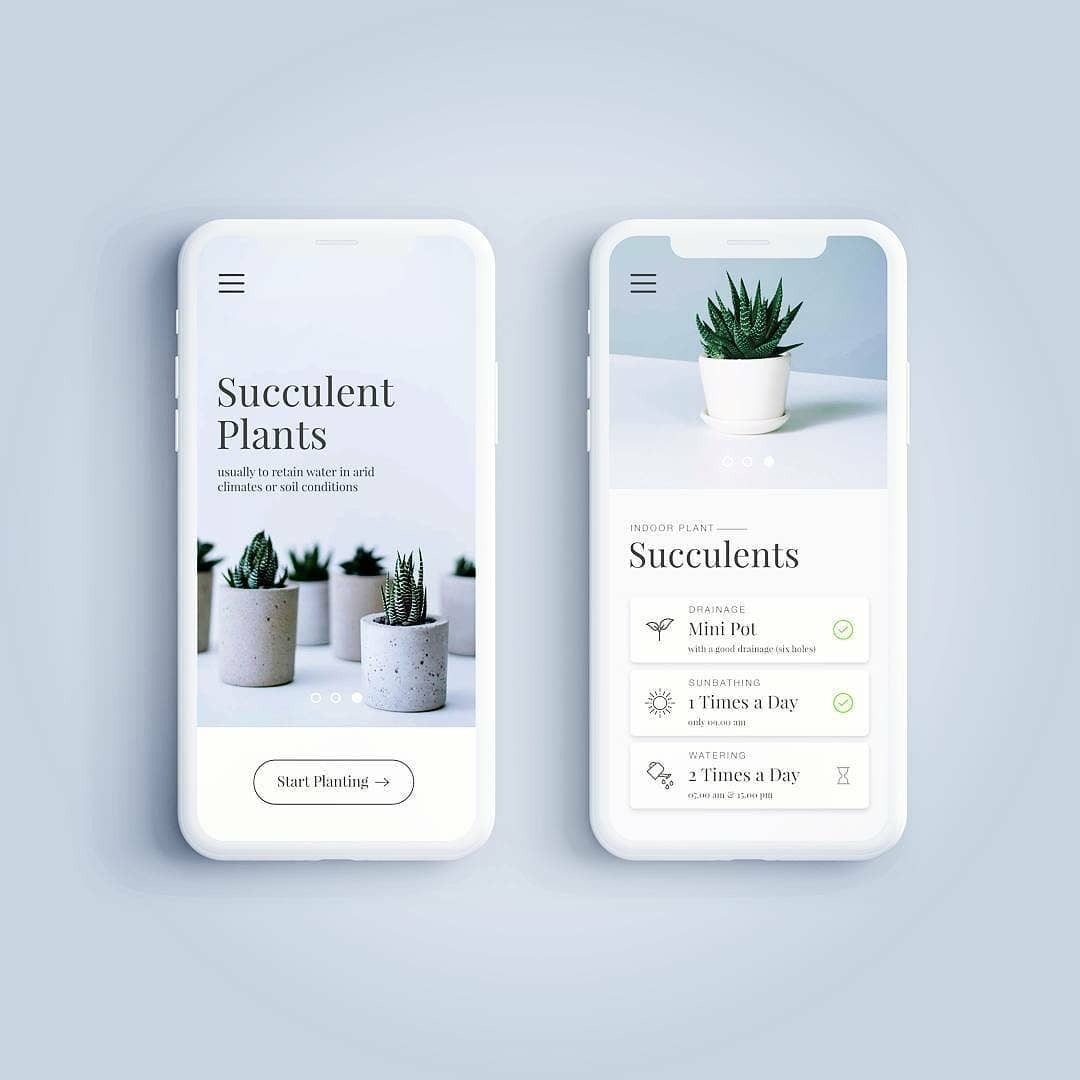 Succulent
Plants
usually to retain water in arid
climates or soil conditions
Start Planting
INDOOR PLANT
Succulents
DRAINAGE
Mini Pot
with a good drainage (six holes)
SUNBATHING
1 Times a Day
only 09.00 am
WATERING
2 Times a Day
07.00 am & 15.00 pm